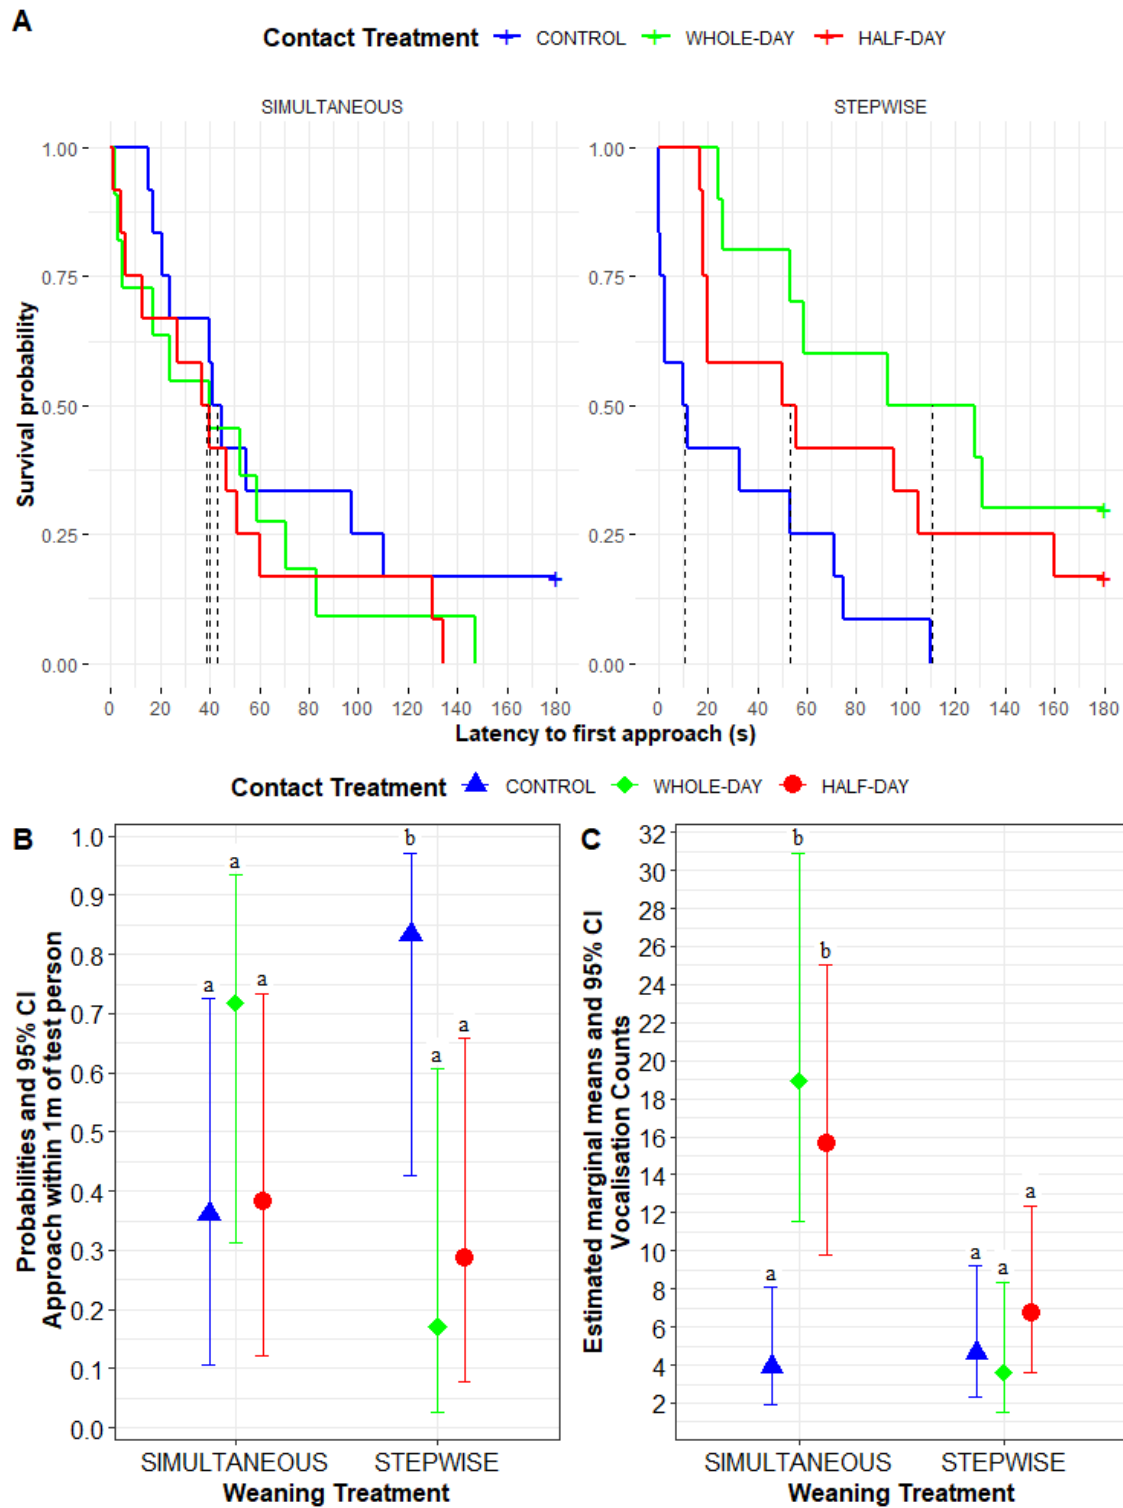 A
Contact Treatment CONTROL WHOLE-DAY HALF-DAY
SIMULTANEOUS STEPWISE
Survival probability
1.00 1.00
0.75 0.75
0.50 0.50
0.25 0.25
0.00 0.00
0 20 40 60 80 100 120 140 160 180 0 20 40 60 80 100 120 140 160 180
Latency to first approach (s)
Contact Treatment CONTROL WHOLE-DAY HALF-DAY
B
Probabilities and 95% CI
Approach within 1m of test person
1.0
0.9
0.8
0.7
0.6
0.5
0.4
0.3
0.2
0.1
0.0
a a a b a a
SIMULTANEOUS STEPWISE
Weaning Treatment
C
Estimated marginal means and 95% CI
Vocalisation Counts
32
30
28
26
24
22
20
18
16
14
12
10
8
6
4
2
a b b a a a
SIMULTANEOUS STEPWISE
Weaning Treatment